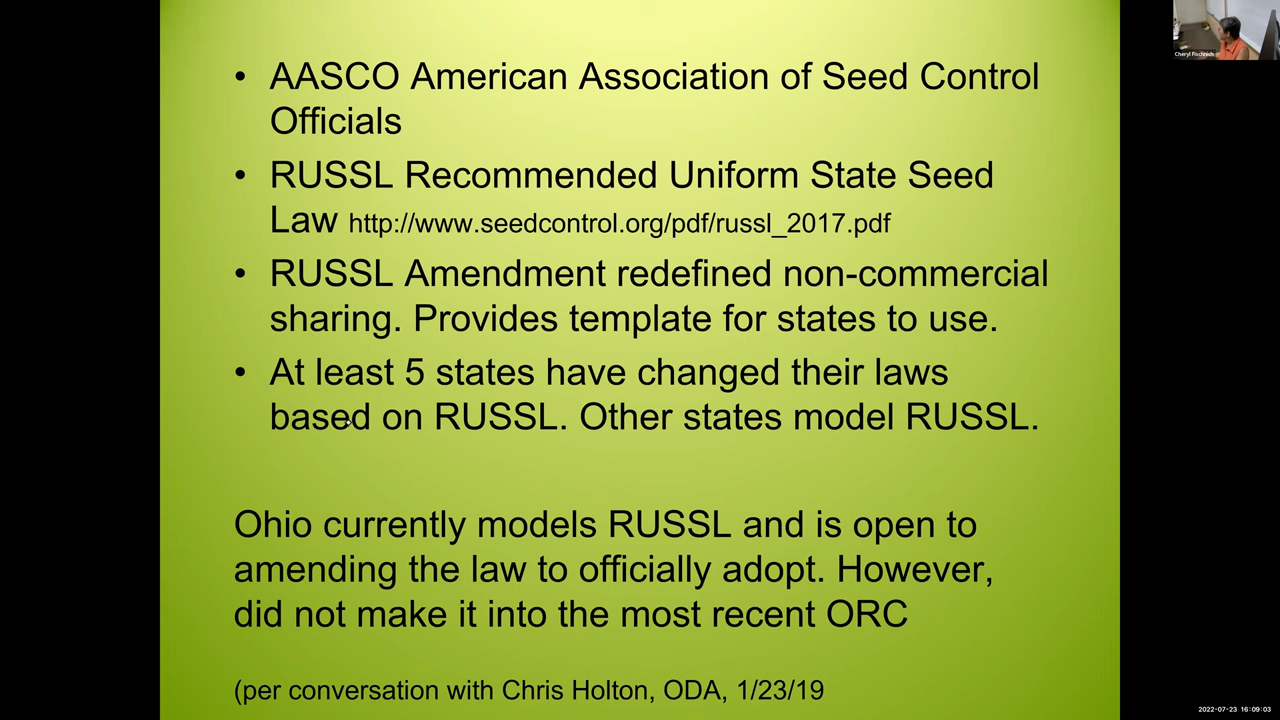 • AASCO American Association of Seed Control
Officials
• RUSSL Recommended Uniform State Seed
Law http://www.seedcontrol.org/pdf/russl_2017.pdf
• RUSSL Amendment redefined non-commercial
sharing. Provides template for states to use.
• At least 5 states have changed their laws
based on RUSSL. Other states model RUSSL.
Ohio currently models RUSSL and is open to
amending the law to officially adopt. However,
did not make it into the most recent ORC
(per conversation with Chris Holton, ODA, 1/23/19
Cheryl Fischnich
2022-07-23 16:09:03